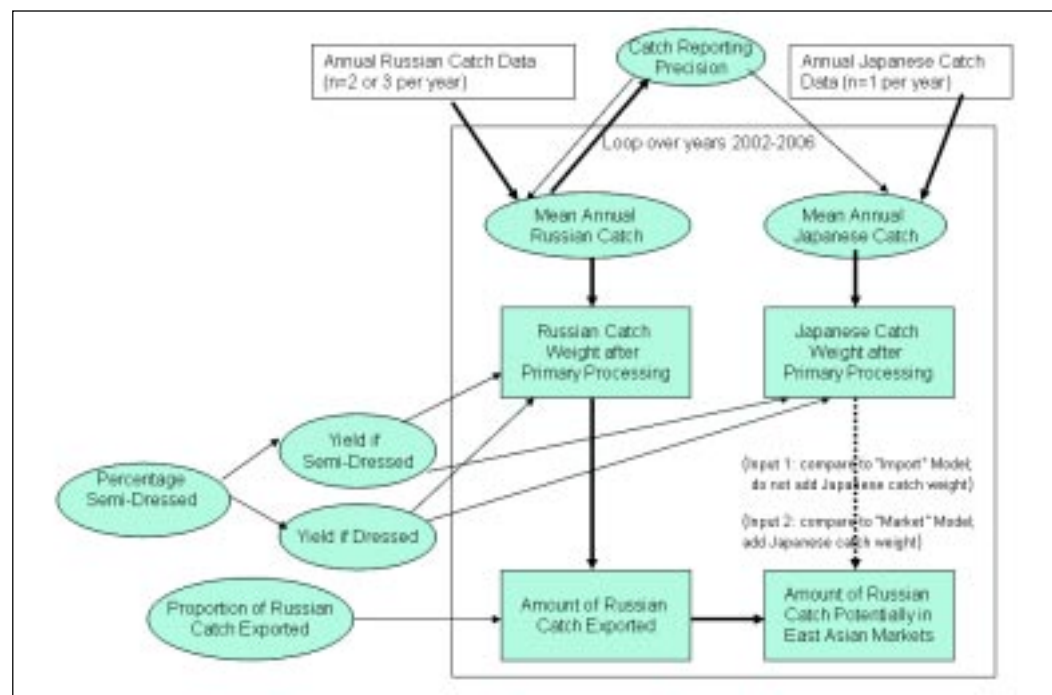 Annual Russian Catch Data
(n=2 or 3 per year)
Catch Reporting
Precision
Annual Japanese Catch
Data (n=1 per year)
Loop over years 2002-2006
Mean Annual
Russian Catch
Mean Annual
Japanese Catch
Russian Catch
Weight after
Primary Processing
Japanese Catch
Weight after
Primary Processing
Yield if
Semi-Dressed
Percentage
Semi-Dressed
Yield if Dressed
(Input 1: compare to "Import" Model;
do not add Japanese catch weight)
(Input 2: compare to "Market" Model;
add Japanese catch weight)
Proportion of Russian
Catch Exported
Amount of Russian
Catch Exported
Amount of Russian
Catch Potentially in
East Asian Markets